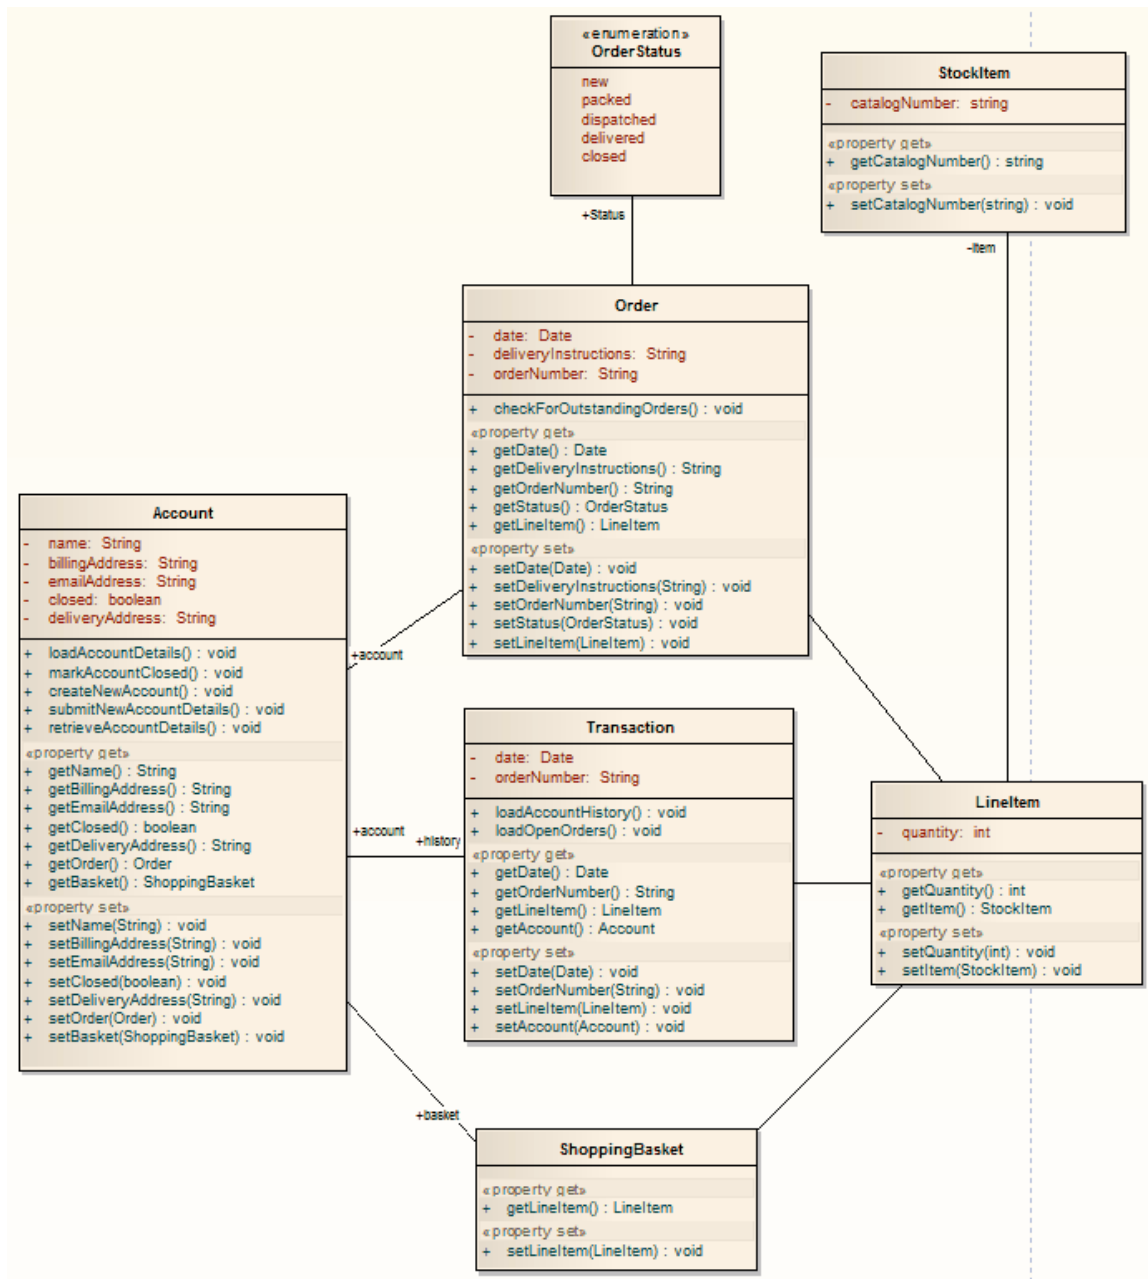 «enumeration»
OrderStatus
new
packed
dispatched
delivered
closed
+Status
StockItem
- catalogNumber: string
«property get»
+ getCatalogNumber() : string
«property set»
+ setCatalogNumber(string) : void
-Item
Order
- date: Date
- deliveryInstructions: String
- orderNumber: String
+ checkForOutstandingOrders() : void
«property get»
+ getDate() : Date
+ getDeliveryInstructions() : String
+ getOrderNumber() : String
+ getStatus() : OrderStatus
+ getLineItem() : LineItem
«property set»
+ setDate(Date) : void
+ setDeliveryInstructions(String) : void
+ setOrderNumber(String) : void
+ setStatus(OrderStatus) : void
+ setLineItem(LineItem) : void
Account
- name: String
- billingAddress: String
- emailAddress: String
- closed: boolean
- deliveryAddress: String
+ loadAccountDetails() : void
+ markAccountClosed() : void
+ createNewAccount() : void
+ submitNewAccountDetails() : void
+ retrieveAccountDetails() : void
«property get»
+ getName() : String
+ getBillingAddress() : String
+ getEmailAddress() : String
+ getClosed() : boolean
+ getDeliveryAddress() : String
+ getOrder() : Order
+ getBasket() : ShoppingBasket
«property set»
+ setName(String) : void
+ setBillingAddress(String) : void
+ setEmailAddress(String) : void
+ setClosed(boolean) : void
+ setDeliveryAddress(String) : void
+ setOrder(Order) : void
+ setBasket(ShoppingBasket) : void
+account
+account
+history
+basket
Transaction
- date: Date
- orderNumber: String
+ loadAccountHistory() : void
+ loadOpenOrders() : void
«property get»
+ getDate() : Date
+ getOrderNumber() : String
+ getLineItem() : LineItem
+ getAccount() : Account
«property set»
+ setDate(Date) : void
+ setOrderNumber(String) : void
+ setLineItem(LineItem) : void
+ setAccount(Account) : void
LineItem
- quantity: int
«property get»
+ getQuantity() : int
+ getItem() : StockItem
«property set»
+ setQuantity(int) : void
+ setItem(StockItem) : void
ShoppingBasket
«property get»
+ getLineItem() : LineItem
«property set»
+ setLineItem(LineItem) : void